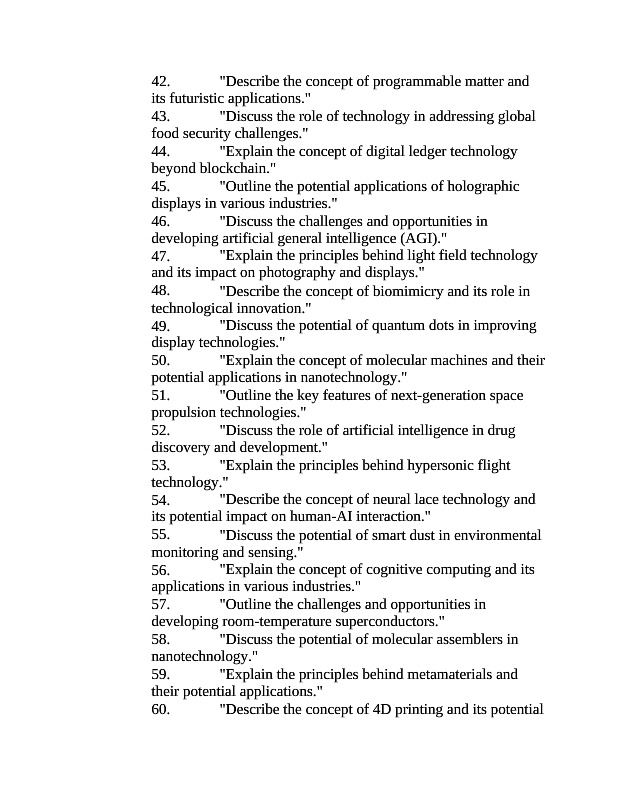 42. "Describe the concept of programmable matter and
its futuristic applications."
43. "Discuss the role of technology in addressing global
food security challenges."
44. "Explain the concept of digital ledger technology
beyond blockchain."
45. "Outline the potential applications of holographic
displays in various industries."
46. "Discuss the challenges and opportunities in
developing artificial general intelligence (AGI)."
47. "Explain the principles behind light field technology
and its impact on photography and displays."
48. "Describe the concept of biomimicry and its role in
technological innovation."
49. "Discuss the potential of quantum dots in improving
display technologies."
50. "Explain the concept of molecular machines and their
potential applications in nanotechnology."
51. "Outline the key features of next-generation space
propulsion technologies."
52. "Discuss the role of artificial intelligence in drug
discovery and development."
53. "Explain the principles behind hypersonic flight
technology."
54. "Describe the concept of neural lace technology and
its potential impact on human-AI interaction."
55. "Discuss the potential of smart dust in environmental
monitoring and sensing."
56. "Explain the concept of cognitive computing and its
applications in various industries."
57. "Outline the challenges and opportunities in
developing room-temperature superconductors."
58. "Discuss the potential of molecular assemblers in
nanotechnology."
59. "Explain the principles behind metamaterials and
their potential applications."
60. "Describe the concept of 4D printing and its potential